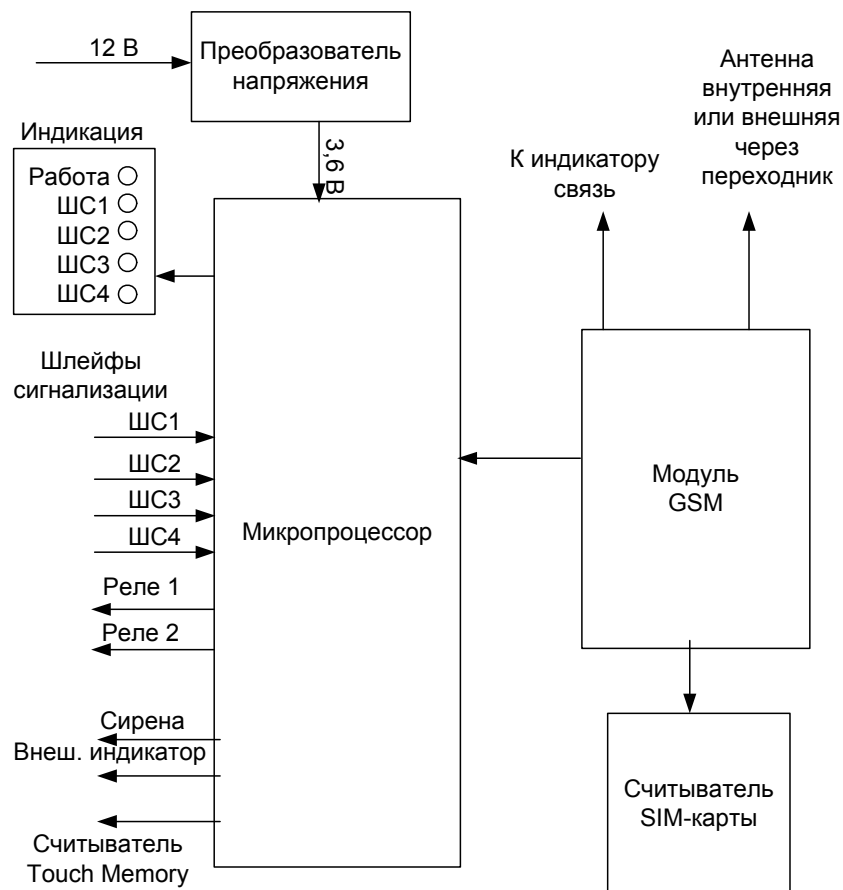 12 В
Преобразователь
напряжения
3,6 В
Индикация
Работа
ШС1
ШС2
ШС3
ШС4
Шлейфы
сигнализации
ШС1
ШС2
ШС3
ШС4
Реле 1
Реле 2
Сирена
Внеш. индикатор
Считыватель
Touch Memory
Микропроцессор
К индикатору
связь
Антенна
внутренняя
или внешняя
через
переходник
Модуль
GSM
Считыватель
SIM-карты